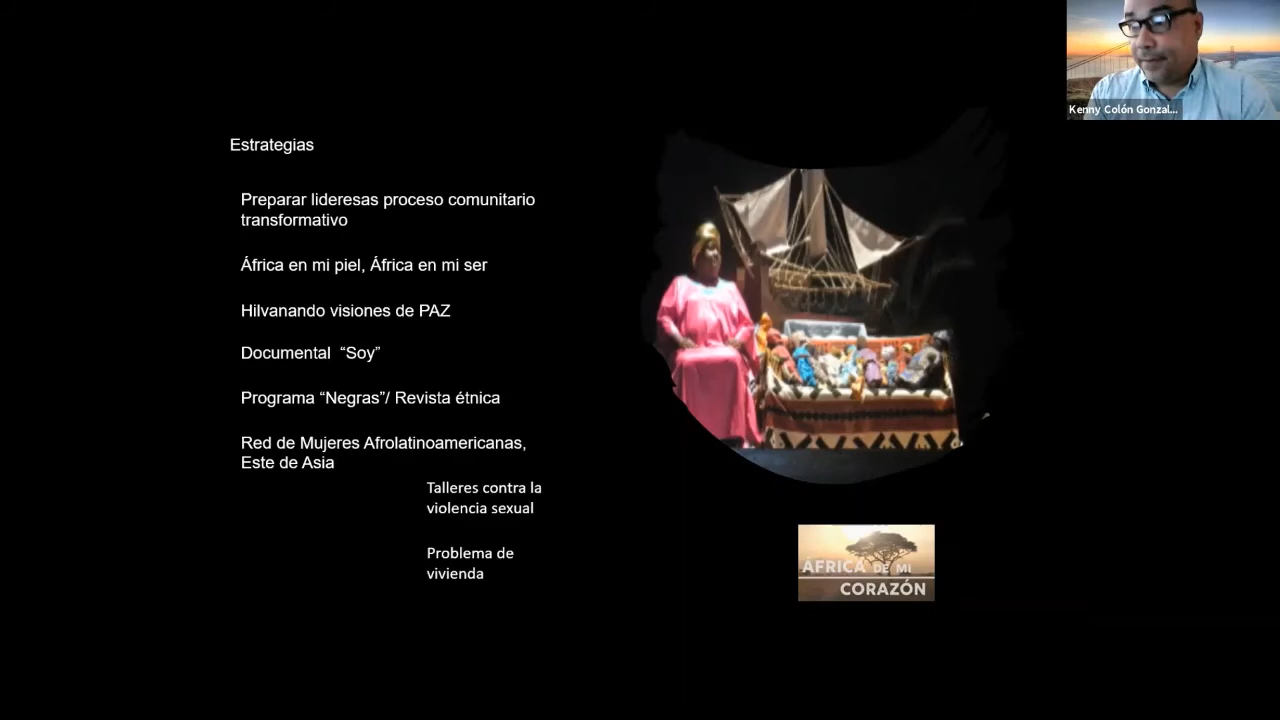 Kenny Colón Gonzal...
Estrategias
Preparar lideresas proceso comunitario
transformativo
África en mi piel, África en mi ser
Hilvanando visiones de PAZ
Documental “Soy”
Programa “Negras”/ Revista étnica
Red de Mujeres Afrolatinoamericanas,
Este de Asia
Talleres contra la
violencia sexual
Problema de
vivienda
ÁFRICA DE MI
CORAZÓN